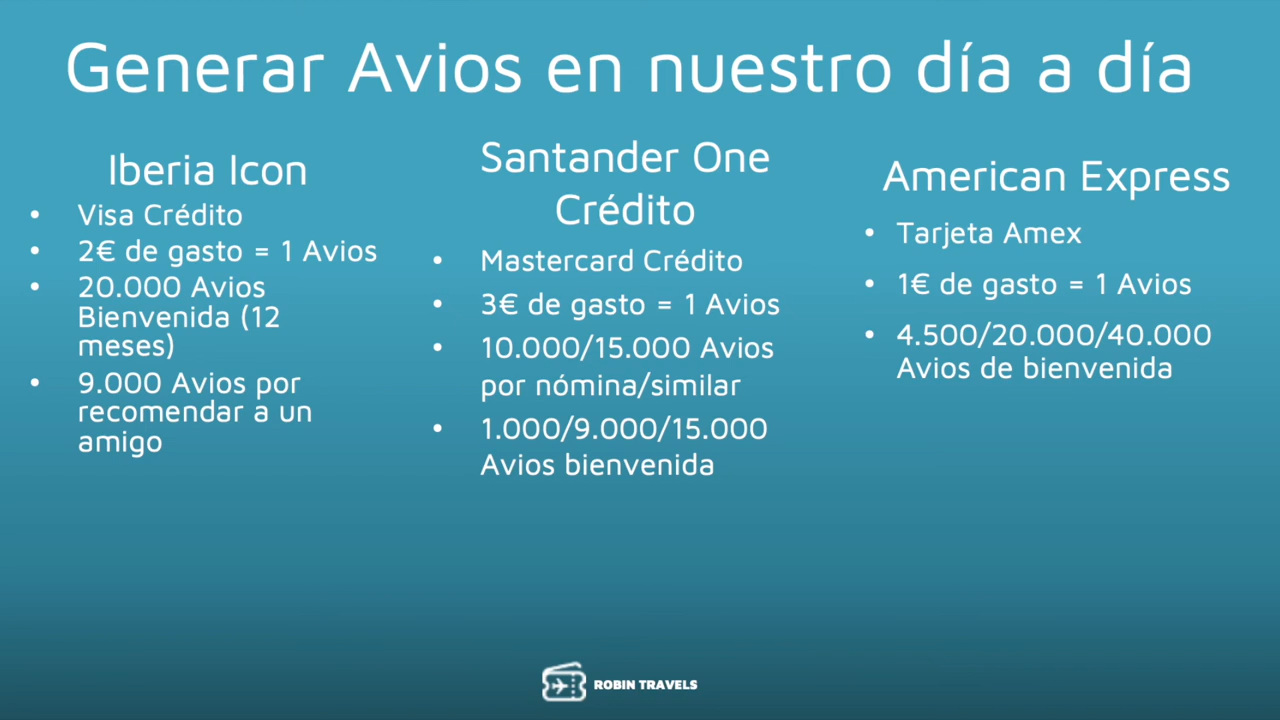 Generar Avios en nuestro día a día
Iberia Icon
• Visa Crédito
• 2€ de gasto = 1 Avios
• 20.000 Avios
Bienvenida (12
meses)
• 9.000 Avios por
recomendar a un
amigo
Santander One
Crédito
• Mastercard Crédito
• 3€ de gasto = 1 Avios
• 10.000/15.000 Avios
por nómina/similar
• 1.000/9.000/15.000
Avios bienvenida
American Express
• Tarjeta Amex
• 1€ de gasto = 1 Avios
• 4.500/20.000/40.000
Avios de bienvenida
ROBIN TRAVELS